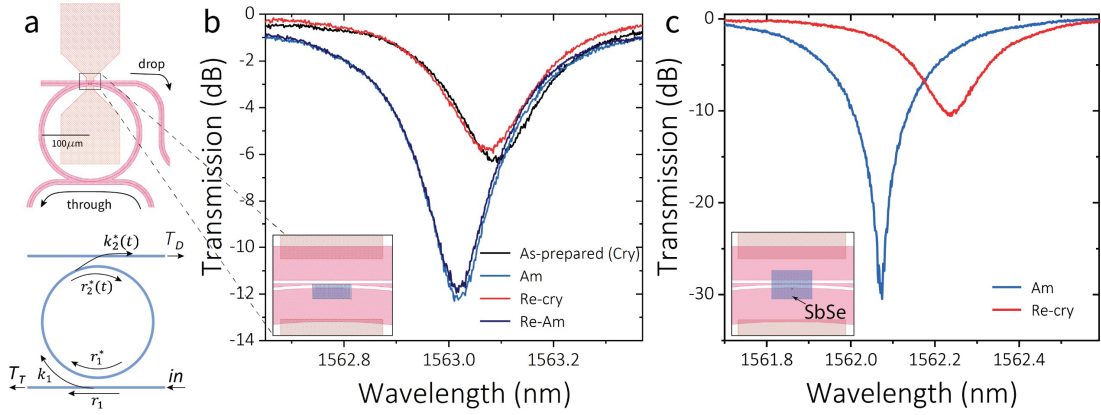 a
drop
100μm
through
k₂*(t)
T_D
r₂*(t)
r₁*
k₁
T_T
in
r₁
b
Transmission (dB)
0
-2
-4
-6
-8
-10
-12
-14
As-prepared (Cry)
Am
Re-cry
Re-Am
1562.8
1563.0
1563.2
Wavelength (nm)
c
Transmission (dB)
0
-10
-20
-30
SbSe
Am
Re-cry
1561.8
1562.0
1562.2
1562.4
Wavelength (nm)